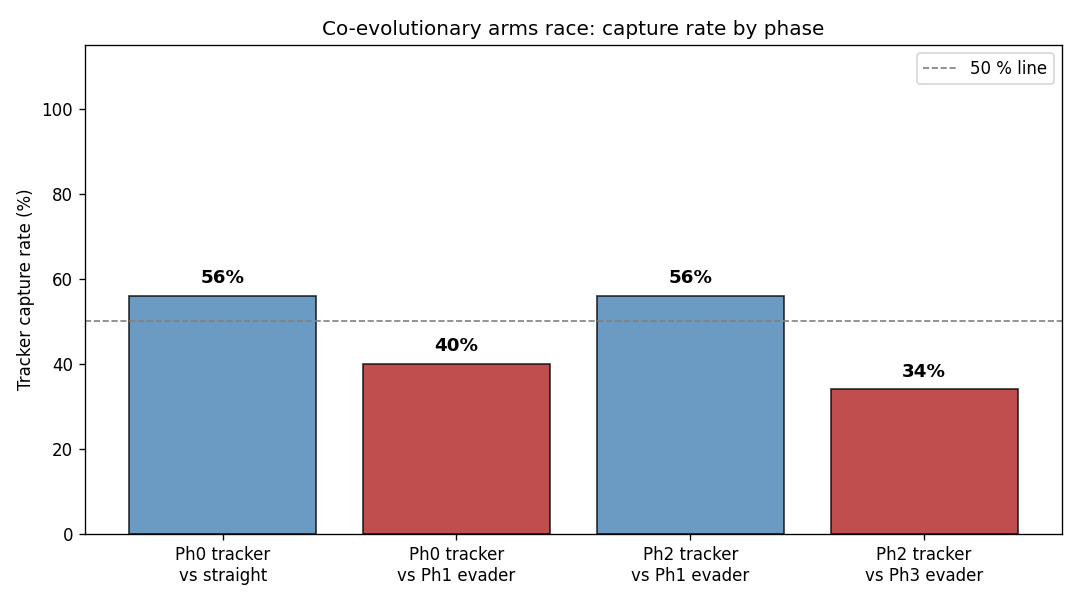 Co-evolutionary arms race: capture rate by phase
50 % line
Tracker capture rate (%)
100
80
60
40
20
0
56%
40%
56%
34%
Ph0 tracker
vs straight
Ph0 tracker
vs Ph1 evader
Ph2 tracker
vs Ph1 evader
Ph2 tracker
vs Ph3 evader